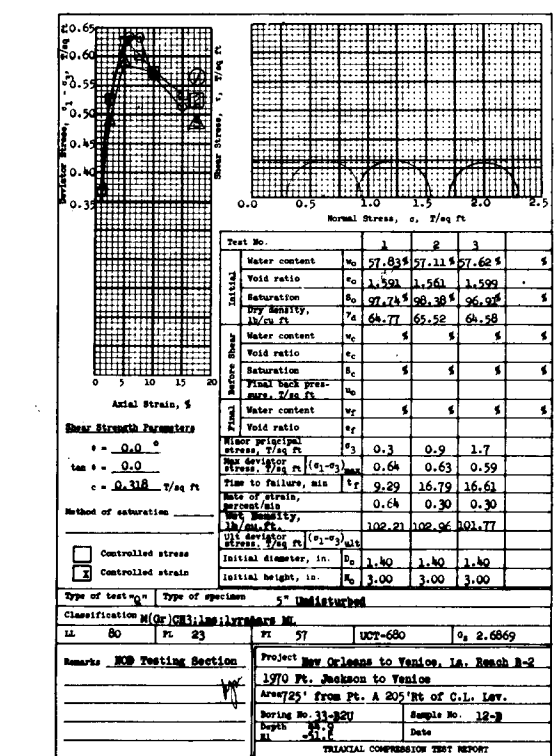 0.65
0.60
0.55
0.50
0.45
0.40
0.35
Deviator Stress, σ1 - σ3, T/sq ft
Shear Stress, τ, T/sq ft
0 5 10 15 20
Axial Strain, %
0.0 0.5 1.0 1.5 2.0 2.5
Normal Stress, σ, T/sq ft
Shear Strength Parameters
φ = 0.0 °
tan φ = 0.0
c = 0.318 T/sq ft
Method of saturation
Controlled stress
X Controlled strain
Test No. 1 2 3
Initial
Water content wo 57.83% 57.11% 57.62% %
Void ratio eo 1.591 1.561 1.599
Saturation So 97.74% 98.38% 96.91% %
Dry density, lb/cu ft γd 64.77 65.52 64.58
Before Shear
Water content wc % % % %
Void ratio ec
Saturation Sc % % % %
Final back pressure, T/sq ft uo
Final
Water content wf % % % %
Void ratio ef
Minor principal stress, T/sq ft σ3 0.3 0.9 1.7
Max deviator stress, T/sq ft (σ1-σ3)max 0.64 0.63 0.59
Time to failure, min tf 9.29 16.79 16.61
Rate of strain, percent/min 0.64 0.30 0.30
Wet Density, lb/cu.ft. 102.21 102.96 101.77
Ult deviator stress, T/sq ft (σ1-σ3)ult
Initial diameter, in. Do 1.40 1.40 1.40
Initial height, in. Ho 3.00 3.00 3.00
Type of test "Q" Type of specimen 5" Undisturbed
Classification
LL 80 PL 23 PI 57 UCT=680 Gs 2.6869
Remarks NOD Testing Section
Project New Orleans to Venice, La. Reach B-2
1970 Ft. Jackson to Venice
Area 725' from Pt. A 205'Rt of C.L. Lev.
Boring No. 33-B2U Sample No. 12-B
Depth
El Date
TRIAXIAL COMPRESSION TEST REPORT